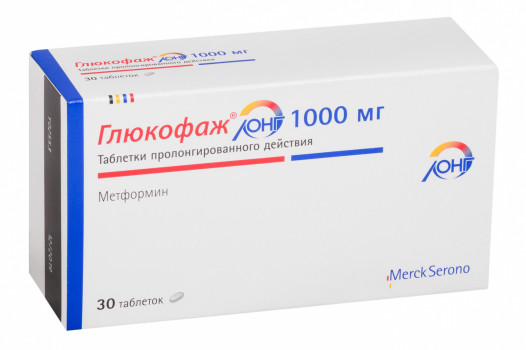 Глюкофаж® ЛОНГ 1000 мг
Таблетки пролонгированного действия
30 таблеток
Глюкофаж® ЛОНГ 1000 мг
Таблетки пролонгированного действия
Метформин
ЛОНГ
30 таблеток
Merck Serono